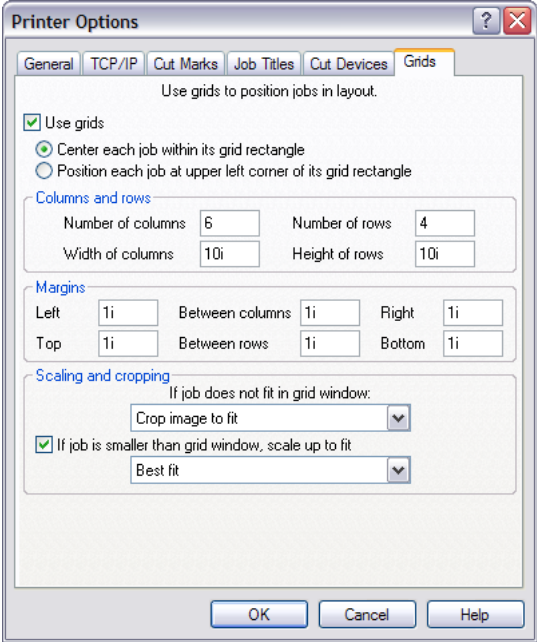 Printer Options
General TCP/IP Cut Marks Job Titles Cut Devices Grids
Use grids to position jobs in layout.
Use grids
Center each job within its grid rectangle
Position each job at upper left corner of its grid rectangle
Columns and rows
Number of columns 6 Number of rows 4
Width of columns 10i Height of rows 10i
Margins
Left 1i Between columns 1i Right 1i
Top 1i Between rows 1i Bottom 1i
Scaling and cropping
If job does not fit in grid window:
Crop image to fit
If job is smaller than grid window, scale up to fit
Best fit
OK Cancel Help